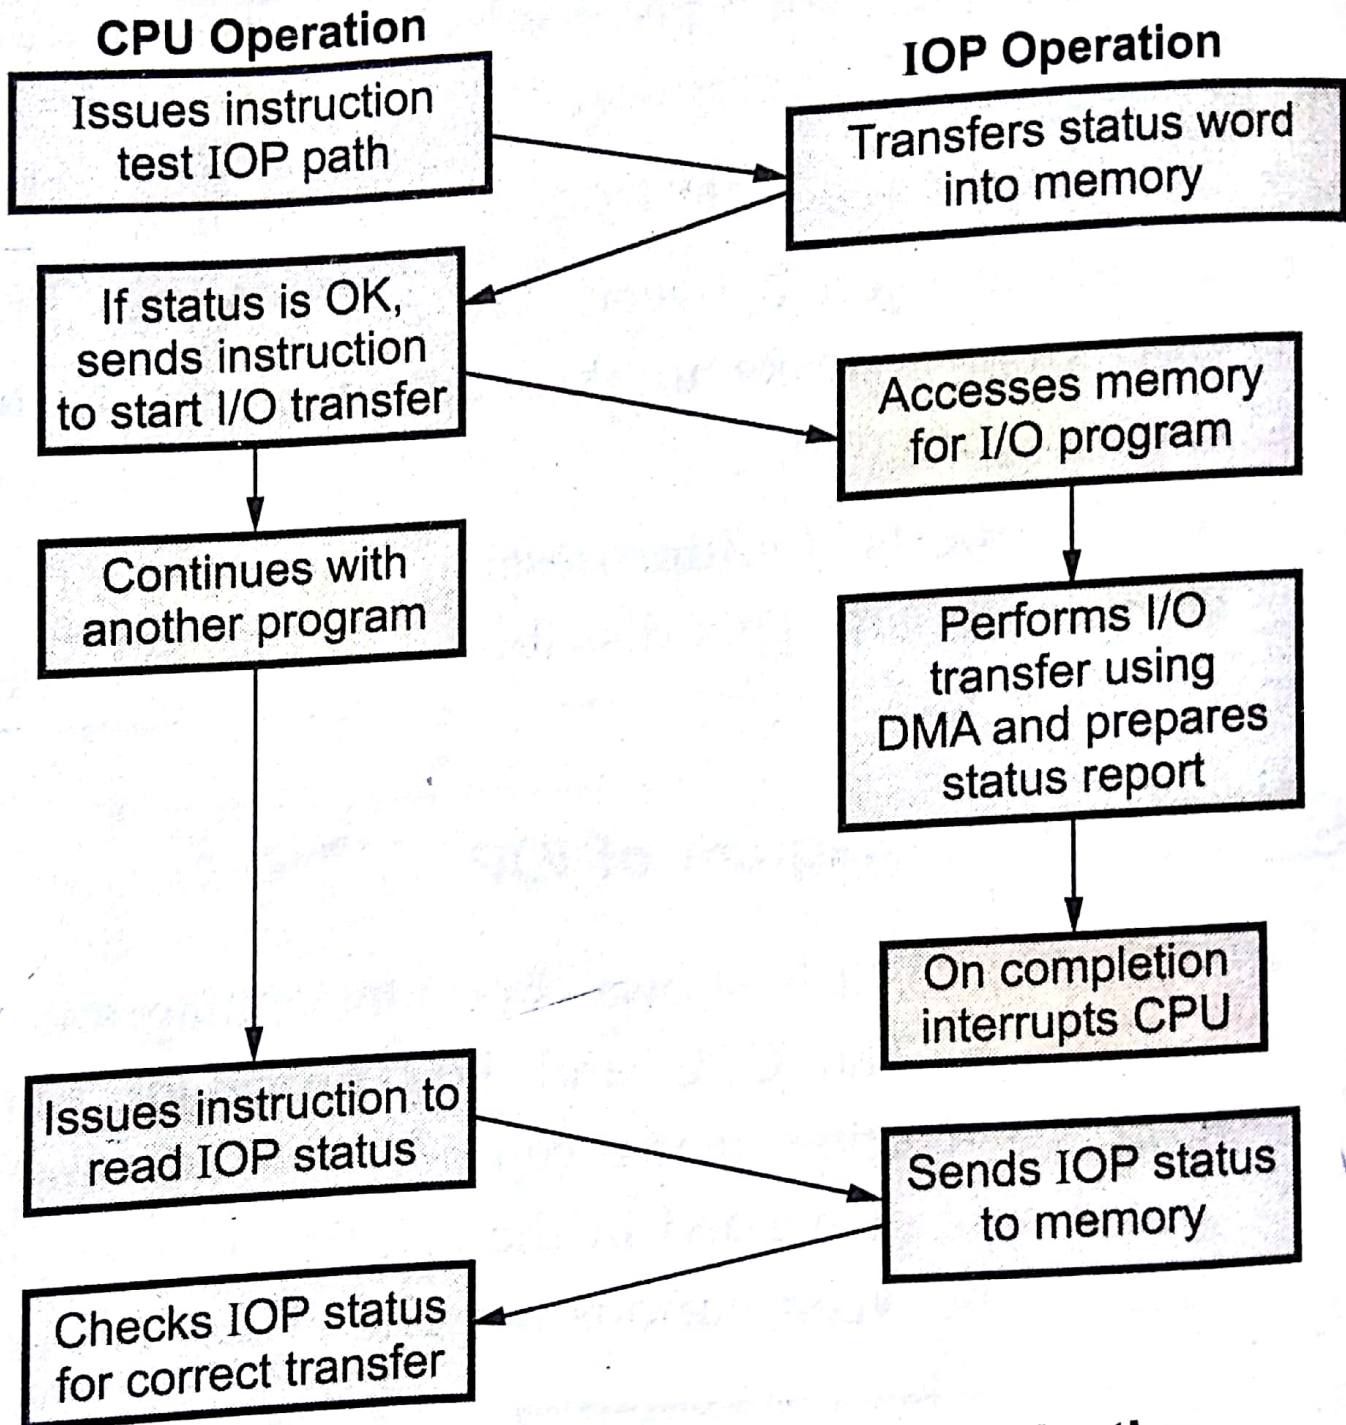 CPU Operation
IOP Operation
Issues instruction
test IOP path
Transfers status word
into memory
If status is OK,
sends instruction
to start I/O transfer
Accesses memory
for I/O program
Continues with
another program
Performs I/O
transfer using
DMA and prepares
status report
On completion
interrupts CPU
Issues instruction to
read IOP status
Sends IOP status
to memory
Checks IOP status
for correct transfer